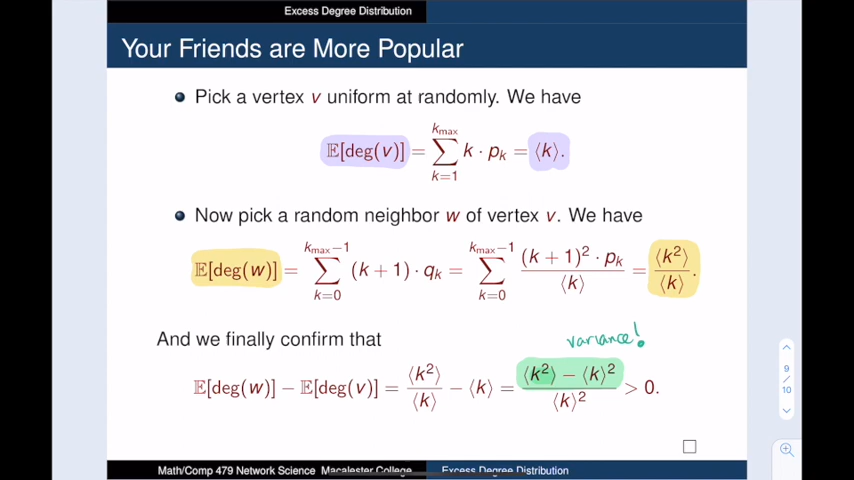 Excess Degree Distribution
Your Friends are More Popular
Pick a vertex v uniform at randomly. We have
𝔼[deg(v)] = ∑_{k=1}^{k_max} k · p_k = ⟨k⟩.
Now pick a random neighbor w of vertex v. We have
𝔼[deg(w)] = ∑_{k=0}^{k_max−1} (k + 1) · q_k = ∑_{k=0}^{k_max−1} (k + 1)² · p_k / ⟨k⟩ = ⟨k²⟩ / ⟨k⟩.
And we finally confirm that
variance!
𝔼[deg(w)] − 𝔼[deg(v)] = ⟨k²⟩ / ⟨k⟩ − ⟨k⟩ = (⟨k²⟩ − ⟨k⟩²) / ⟨k⟩² > 0.
9
/
10
Math/Comp 479 Network Science Macalester College Excess Degree Distribution